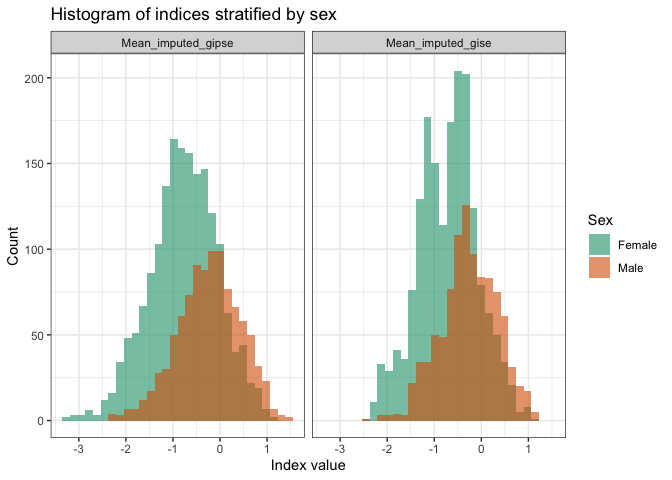 Histogram of indices stratified by sex
Mean_imputed_gipse
Mean_imputed_gise
Count
200
150
100
50
0
-3 -2 -1 0 1
-3 -2 -1 0 1
Index value
Sex
Female
Male